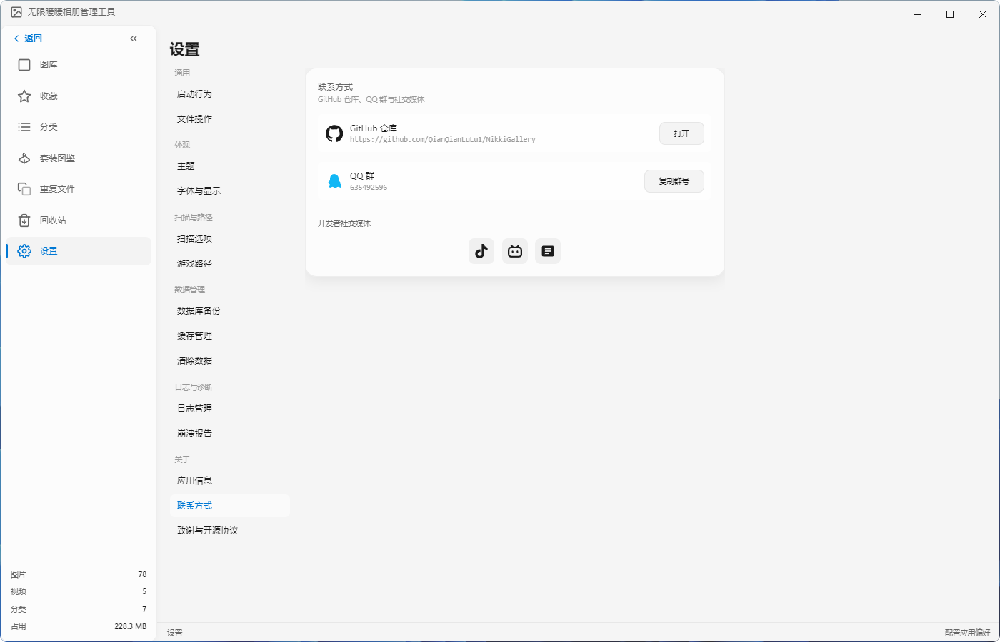 无限暖暖相册管理工具
返回
图库
收藏
分类
套装图鉴
重复文件
回收站
设置
图片 78
视频 5
分类 7
占用 228.3 MB
设置
通用
启动行为
文件操作
外观
主题
字体与显示
扫描与路径
扫描选项
游戏路径
数据管理
数据库备份
缓存管理
清除数据
日志与诊断
日志管理
崩溃报告
关于
应用信息
联系方式
致谢与开源协议
联系方式
GitHub 仓库、QQ 群与社交媒体
GitHub 仓库
https://github.com/QianQianLuLu1/NikkiGallery
打开
QQ 群
635492596
复制群号
开发者社交媒体
设置
配置应用偏好